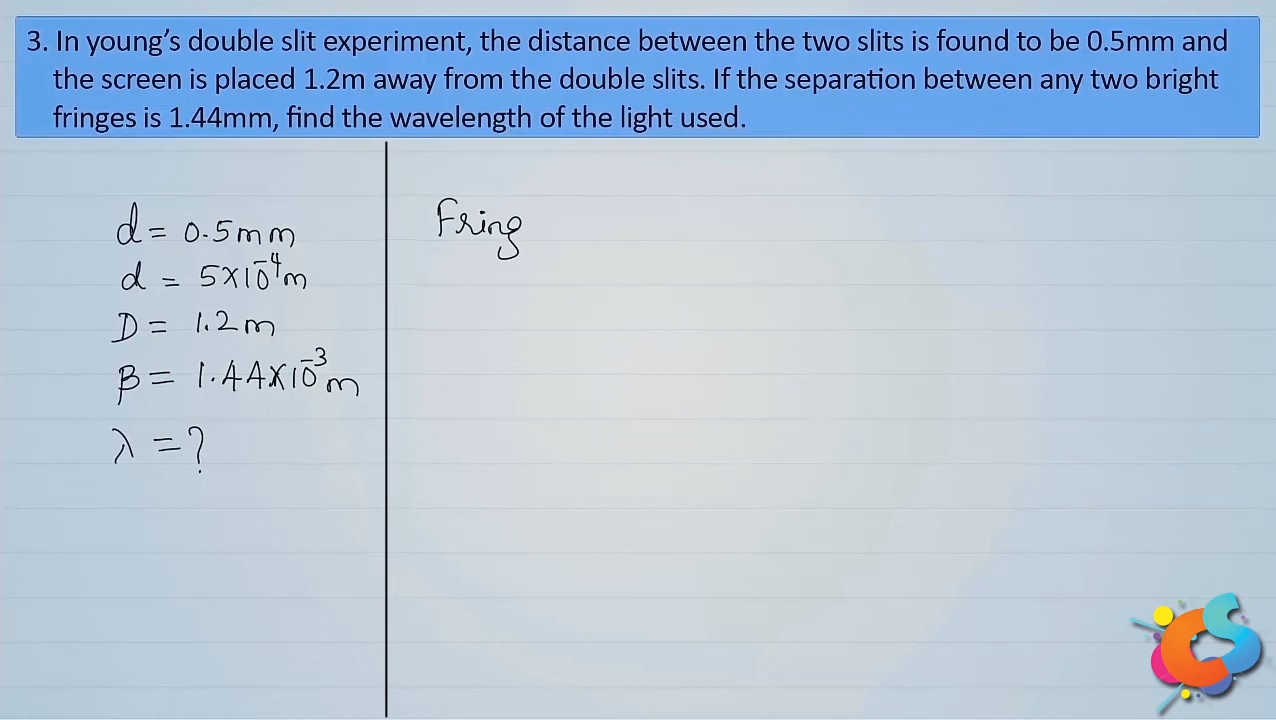 3. In young’s double slit experiment, the distance between the two slits is found to be 0.5mm and
the screen is placed 1.2m away from the double slits. If the separation between any two bright
fringes is 1.44mm, find the wavelength of the light used.
d = 0.5mm
d = 5×10⁻⁴m
D = 1.2m
β = 1.44×10⁻³m
λ = ?
Fring
CS